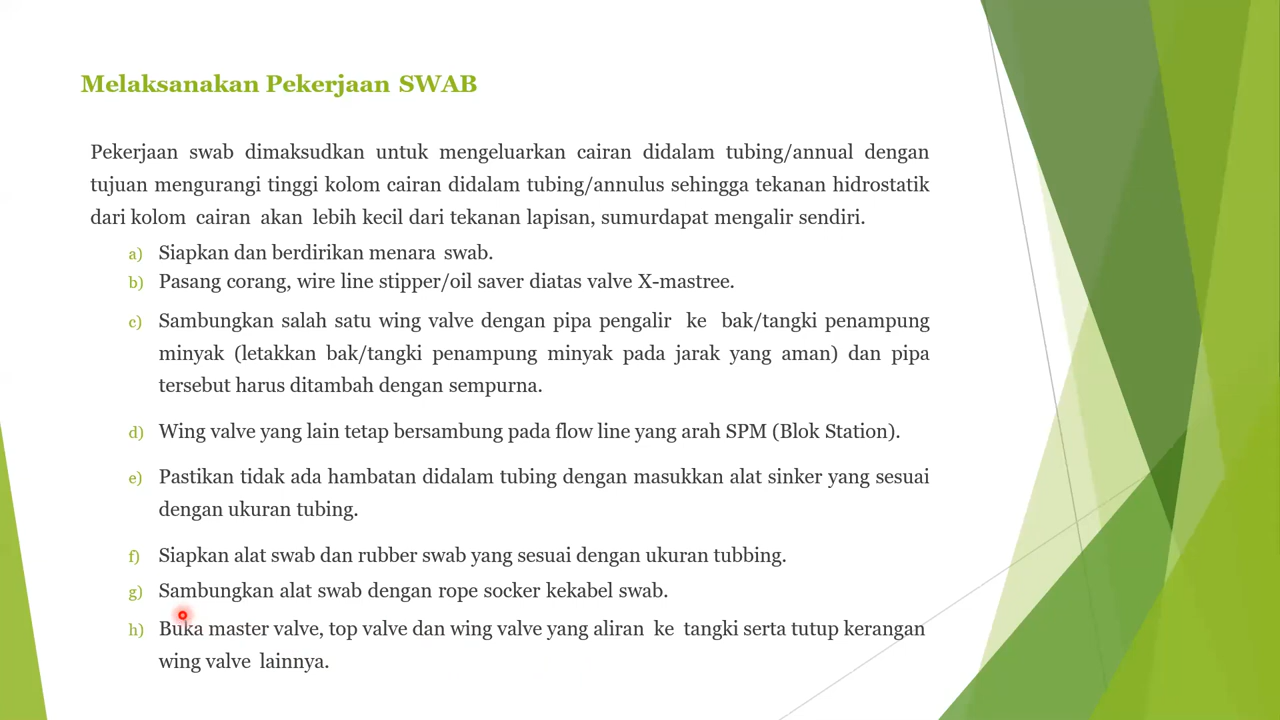 Melaksanakan Pekerjaan SWAB
Pekerjaan swab dimaksudkan untuk mengeluarkan cairan didalam tubing/annual dengan
tujuan mengurangi tinggi kolom cairan didalam tubing/annulus sehingga tekanan hidrostatik
dari kolom cairan akan lebih kecil dari tekanan lapisan, sumurdapat mengalir sendiri.
a) Siapkan dan berdirikan menara swab.
b) Pasang corang, wire line stipper/oil saver diatas valve X-mastree.
c) Sambungkan salah satu wing valve dengan pipa pengalir ke bak/tangki penampung
minyak (letakkan bak/tangki penampung minyak pada jarak yang aman) dan pipa
tersebut harus ditambah dengan sempurna.
d) Wing valve yang lain tetap bersambung pada flow line yang arah SPM (Blok Station).
e) Pastikan tidak ada hambatan didalam tubing dengan masukkan alat sinker yang sesuai
dengan ukuran tubing.
f) Siapkan alat swab dan rubber swab yang sesuai dengan ukuran tubbing.
g) Sambungkan alat swab dengan rope socker kekabel swab.
h) Buka master valve, top valve dan wing valve yang aliran ke tangki serta tutup kerangan
wing valve lainnya.